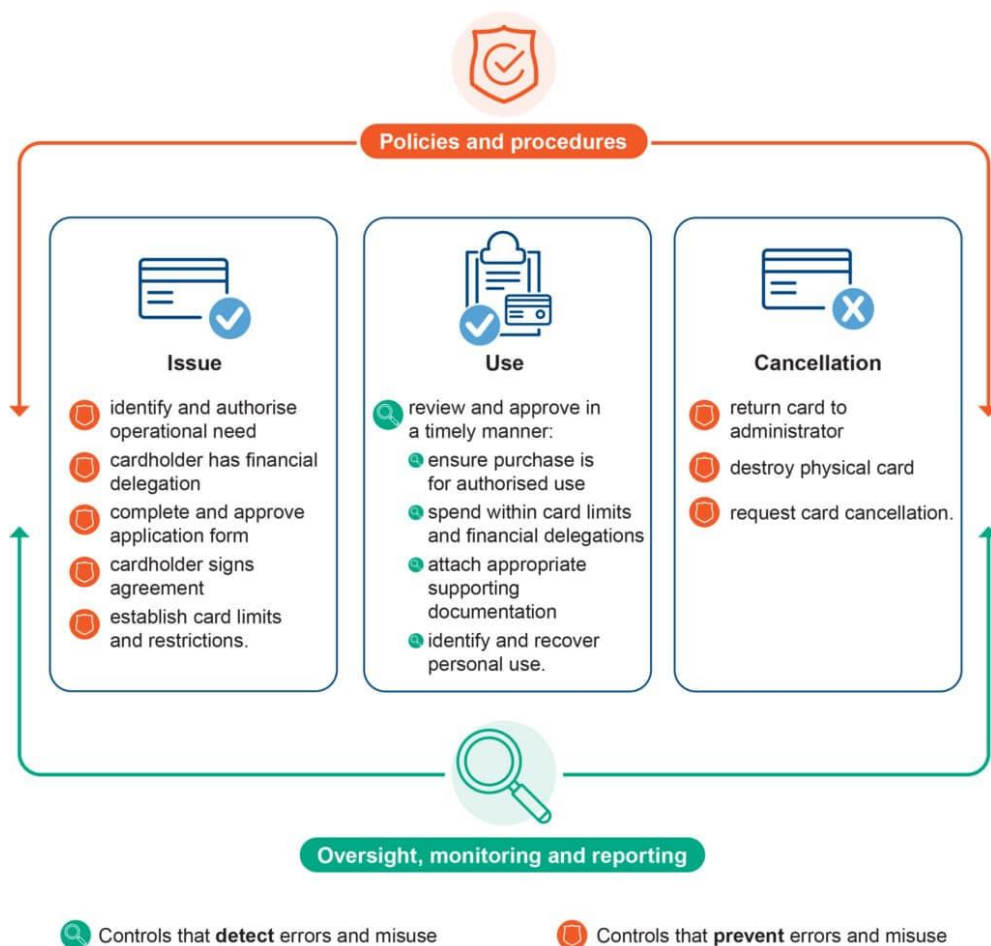 Policies and procedures
Issue
identify and authorise
operational need
cardholder has financial
delegation
complete and approve
application form
cardholder signs
agreement
establish card limits
and restrictions.
Use
review and approve in
a timely manner:
ensure purchase is
for authorised use
spend within card limits
and financial delegations
attach appropriate
supporting
documentation
identify and recover
personal use.
Cancellation
return card to
administrator
destroy physical card
request card cancellation.
Oversight, monitoring and reporting
Controls that detect errors and misuse
Controls that prevent errors and misuse